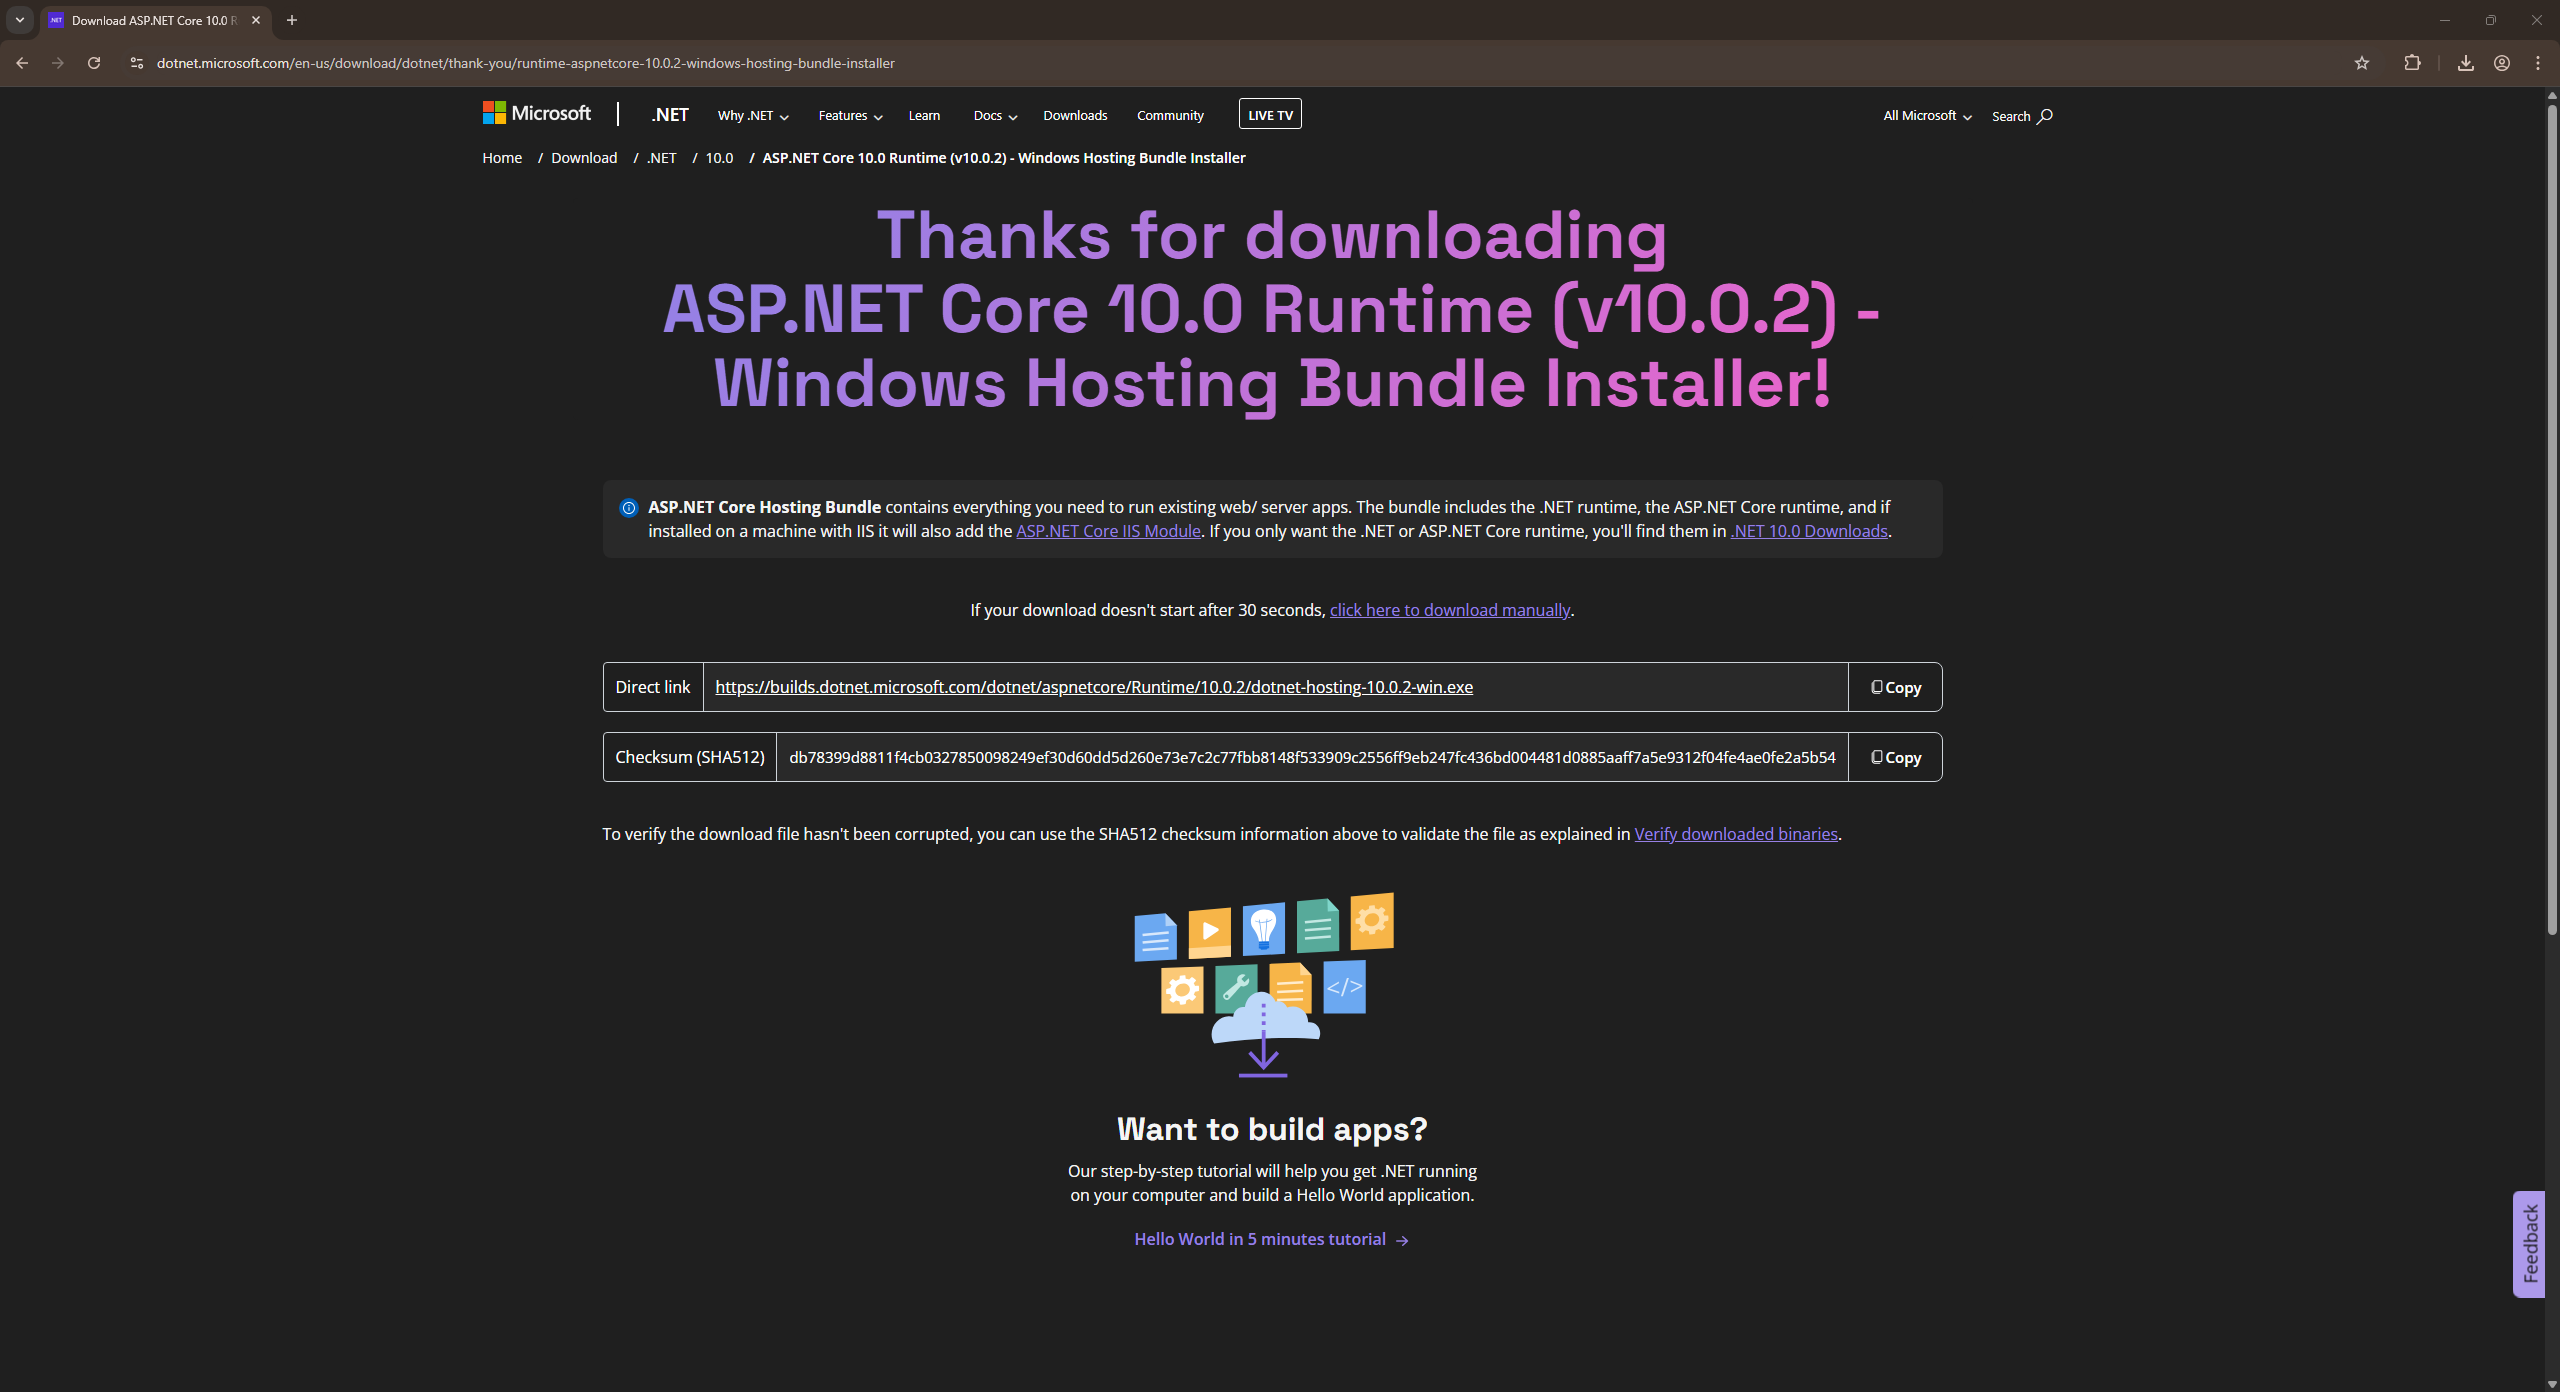 Download ASP.NET Core 10.0 R
dotnet.microsoft.com/en-us/download/dotnet/thank-you/runtime-aspnetcore-10.0.2-windows-hosting-bundle-installer
Microsoft
.NET
Why .NET
Features
Learn
Docs
Downloads
Community
LIVE TV
All Microsoft
Search
Home / Download / .NET / 10.0 / ASP.NET Core 10.0 Runtime (v10.0.2) - Windows Hosting Bundle Installer
Thanks for downloading
ASP.NET Core 10.0 Runtime (v10.0.2) -
Windows Hosting Bundle Installer!
ASP.NET Core Hosting Bundle contains everything you need to run existing web/ server apps. The bundle includes the .NET runtime, the ASP.NET Core runtime, and if
installed on a machine with IIS it will also add the ASP.NET Core IIS Module. If you only want the .NET or ASP.NET Core runtime, you'll find them in .NET 10.0 Downloads.
If your download doesn't start after 30 seconds, click here to download manually.
Direct link https://builds.dotnet.microsoft.com/dotnet/aspnetcore/Runtime/10.0.2/dotnet-hosting-10.0.2-win.exe Copy
Checksum (SHA512) db78399d8811f4cb0327850098249ef30d60dd5d260e73e7c2c77fbb8148f533909c2556ff9eb247fc436bd004481d0885aaff7a5e9312f04fe4ae0fe2a5b54 Copy
To verify the download file hasn't been corrupted, you can use the SHA512 checksum information above to validate the file as explained in Verify downloaded binaries.
</>
Want to build apps?
Our step-by-step tutorial will help you get .NET running
on your computer and build a Hello World application.
Hello World in 5 minutes tutorial
Feedback